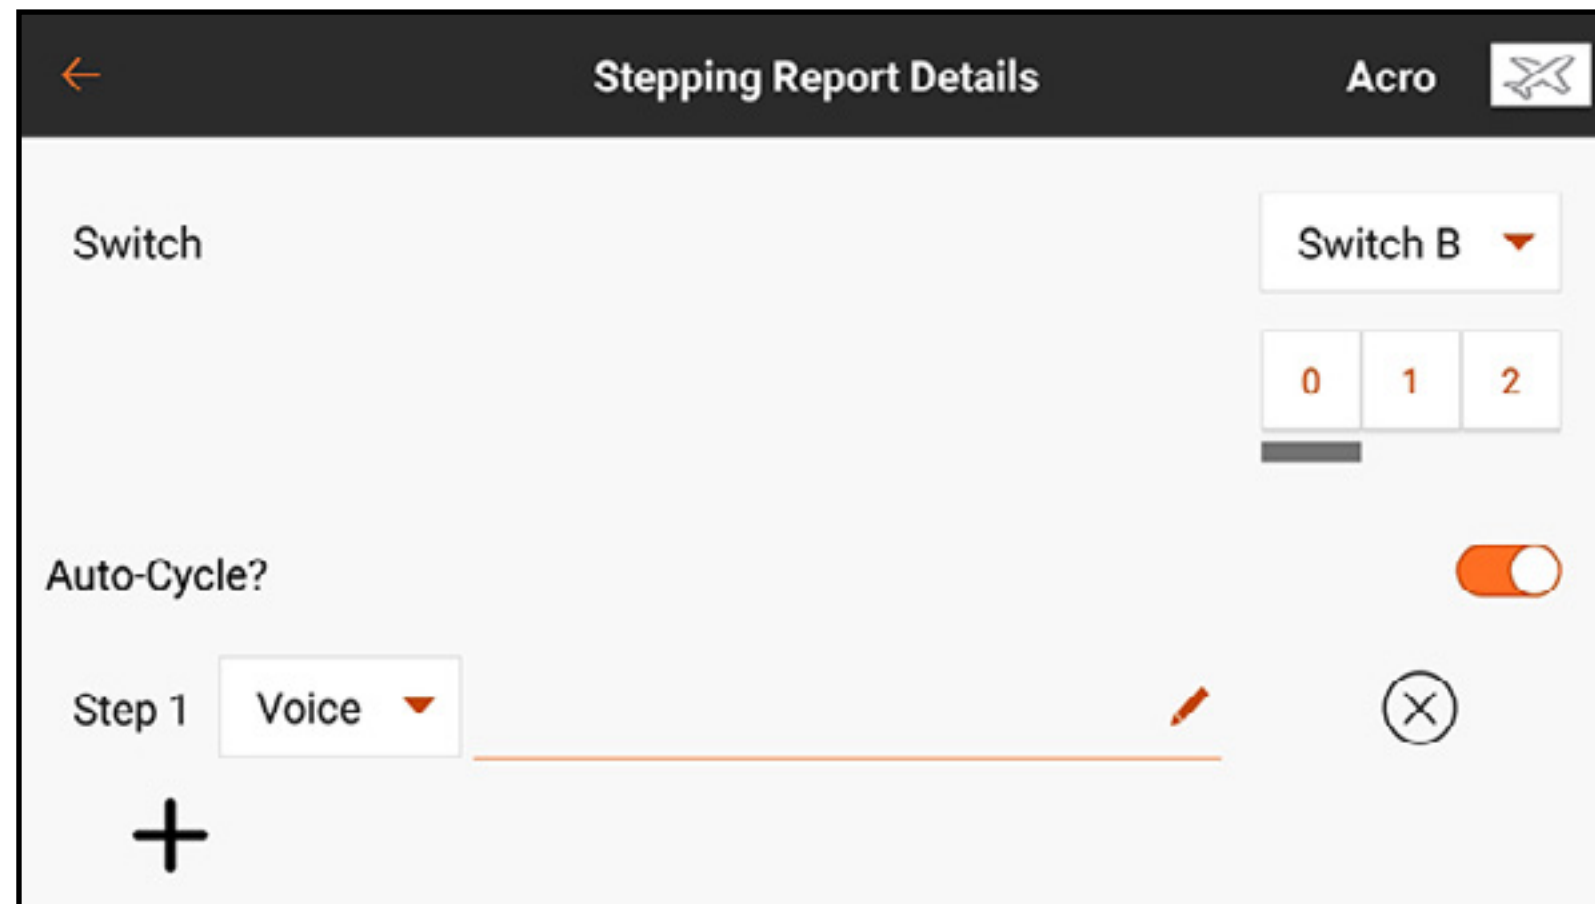 Stepping Report Details Acro
Switch Switch B
0 1 2
Auto-Cycle?
Step 1 Voice